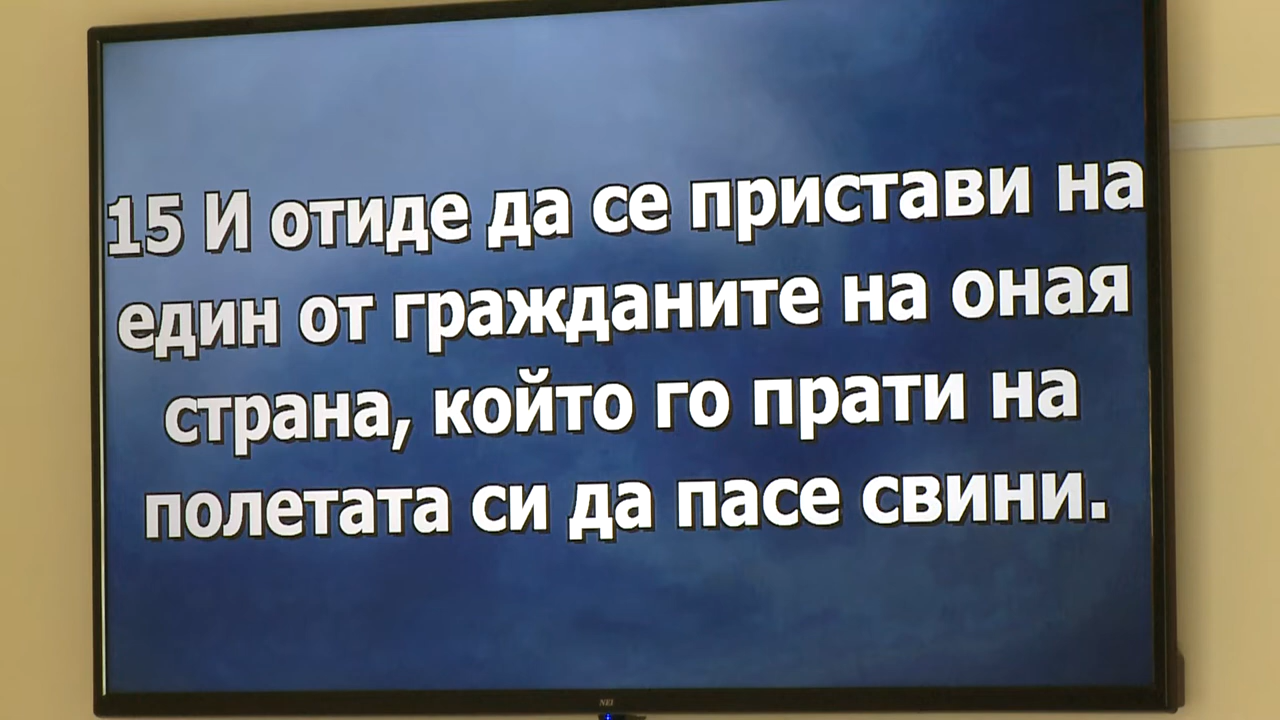 15 И отиде да се пристави на
един от гражданите на оная
страна, който го прати на
полетата си да пасе свини.
NEI